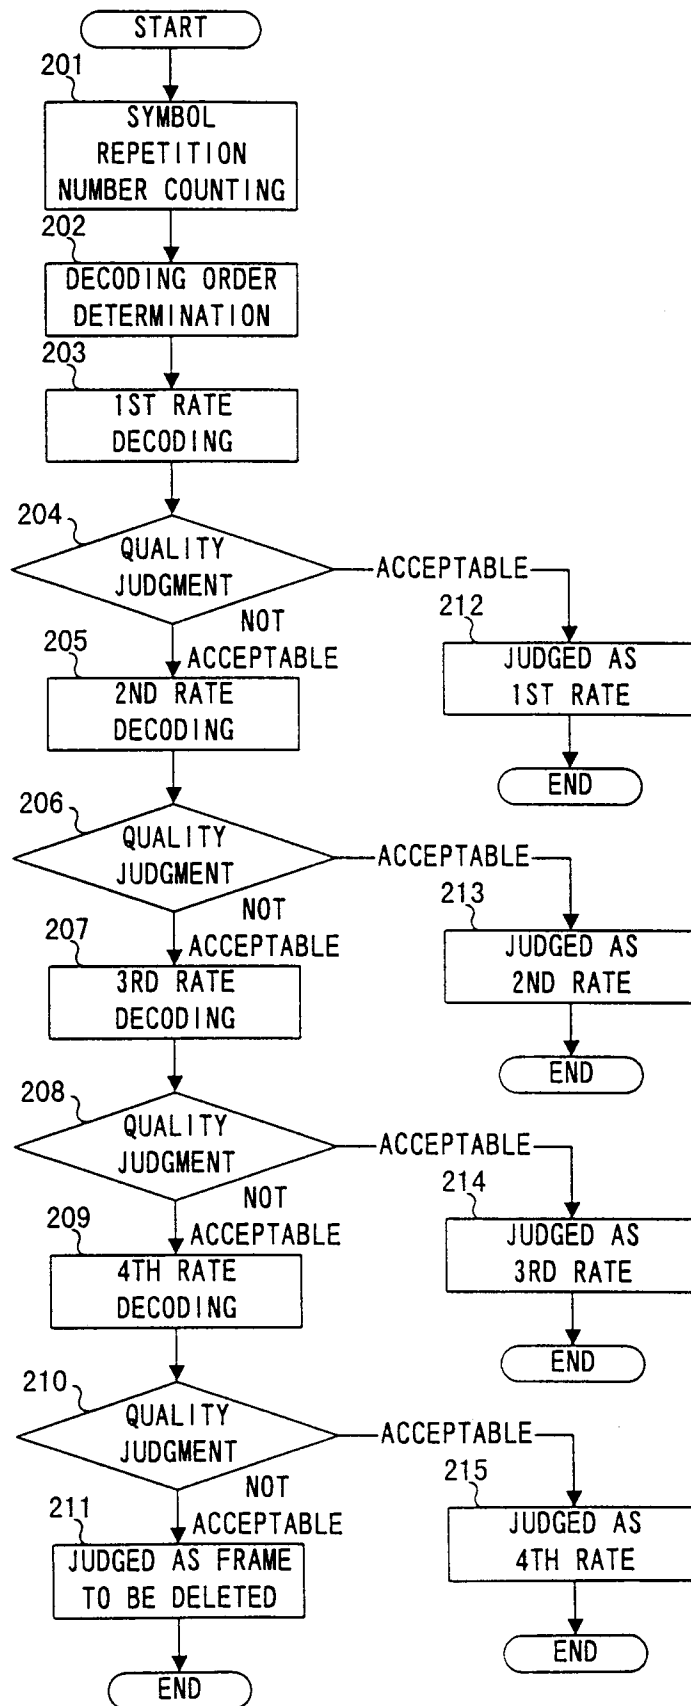 START
201
SYMBOL
REPETITION
NUMBER COUNTING
202
DECODING ORDER
DETERMINATION
203
1ST RATE
DECODING
204
QUALITY
JUDGMENT
ACCEPTABLE
NOT
ACCEPTABLE
212
JUDGED AS
1ST RATE
END
205
2ND RATE
DECODING
206
QUALITY
JUDGMENT
ACCEPTABLE
NOT
ACCEPTABLE
213
JUDGED AS
2ND RATE
END
207
3RD RATE
DECODING
208
QUALITY
JUDGMENT
ACCEPTABLE
NOT
ACCEPTABLE
214
JUDGED AS
3RD RATE
END
209
4TH RATE
DECODING
210
QUALITY
JUDGMENT
ACCEPTABLE
NOT
ACCEPTABLE
215
JUDGED AS
4TH RATE
END
211
JUDGED AS FRAME
TO BE DELETED
END